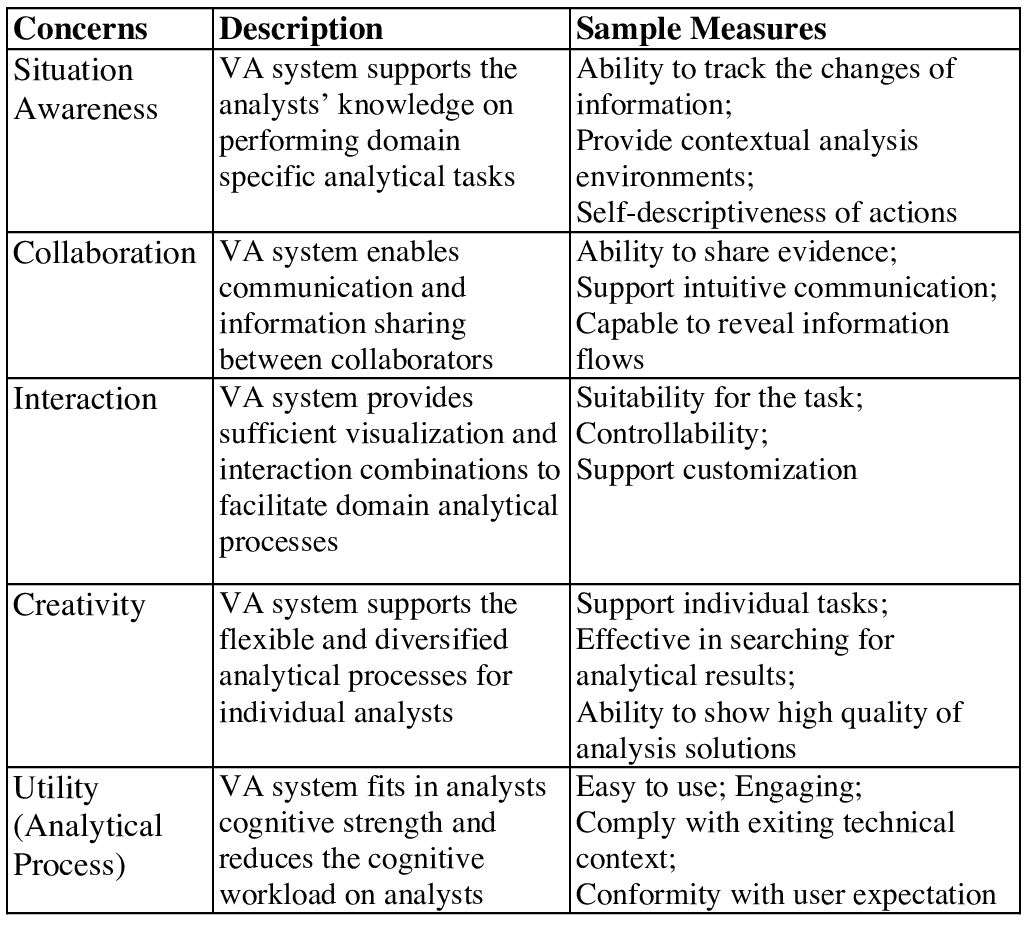 Concerns Description Sample Measures
Situation Awareness
VA system supports the
analysts’ knowledge on
performing domain
specific analytical tasks
Ability to track the changes of
information;
Provide contextual analysis
environments;
Self-descriptiveness of actions
Collaboration
VA system enables
communication and
information sharing
between collaborators
Ability to share evidence;
Support intuitive communication;
Capable to reveal information
flows
Interaction
VA system provides
sufficient visualization and
interaction combinations to
facilitate domain analytical
processes
Suitability for the task;
Controllability;
Support customization
Creativity
VA system supports the
flexible and diversified
analytical processes for
individual analysts
Support individual tasks;
Effective in searching for
analytical results;
Ability to show high quality of
analysis solutions
Utility
(Analytical
Process)
VA system fits in analysts
cognitive strength and
reduces the cognitive
workload on analysts
Easy to use; Engaging;
Comply with exiting technical
context;
Conformity with user expectation